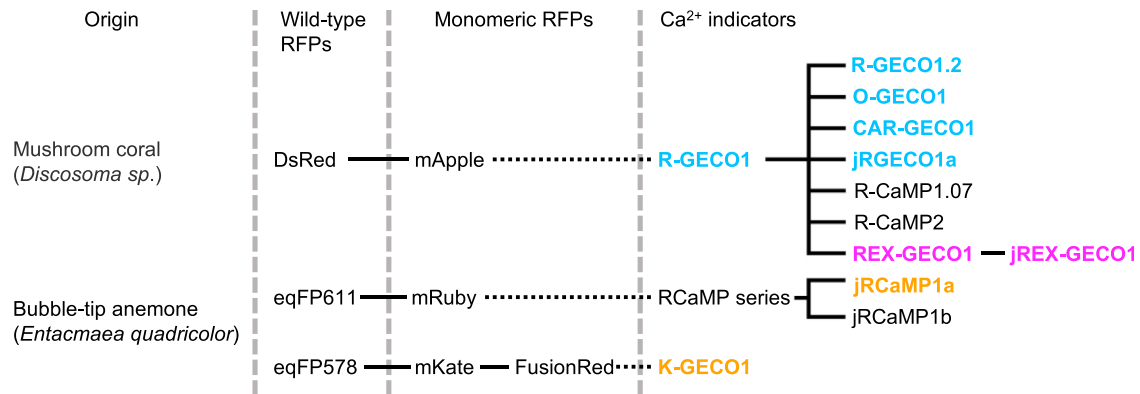 Origin
Wild-type
RFPs
Monomeric RFPs
Ca²⁺ indicators
Mushroom coral
(Discosoma sp.)
DsRed
mApple
R-GECO1
R-GECO1.2
O-GECO1
CAR-GECO1
jRGECO1a
R-CaMP1.07
R-CaMP2
REX-GECO1
jREX-GECO1
Bubble-tip anemone
(Entacmaea quadricolor)
eqFP611
mRuby
RCaMP series
jRCaMP1a
jRCaMP1b
eqFP578
mKate
FusionRed
K-GECO1